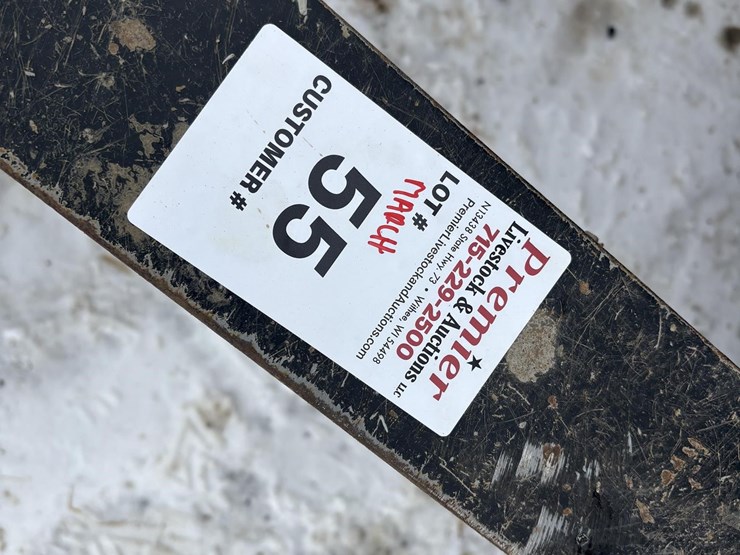 Premier
Livestock & Auctions LLC
715-229-2500
N13438 State Hwy. 73 • Withee, WI 54498
PremierLivestockandAuctions.com
LOT #
MARCH
55
CUSTOMER #